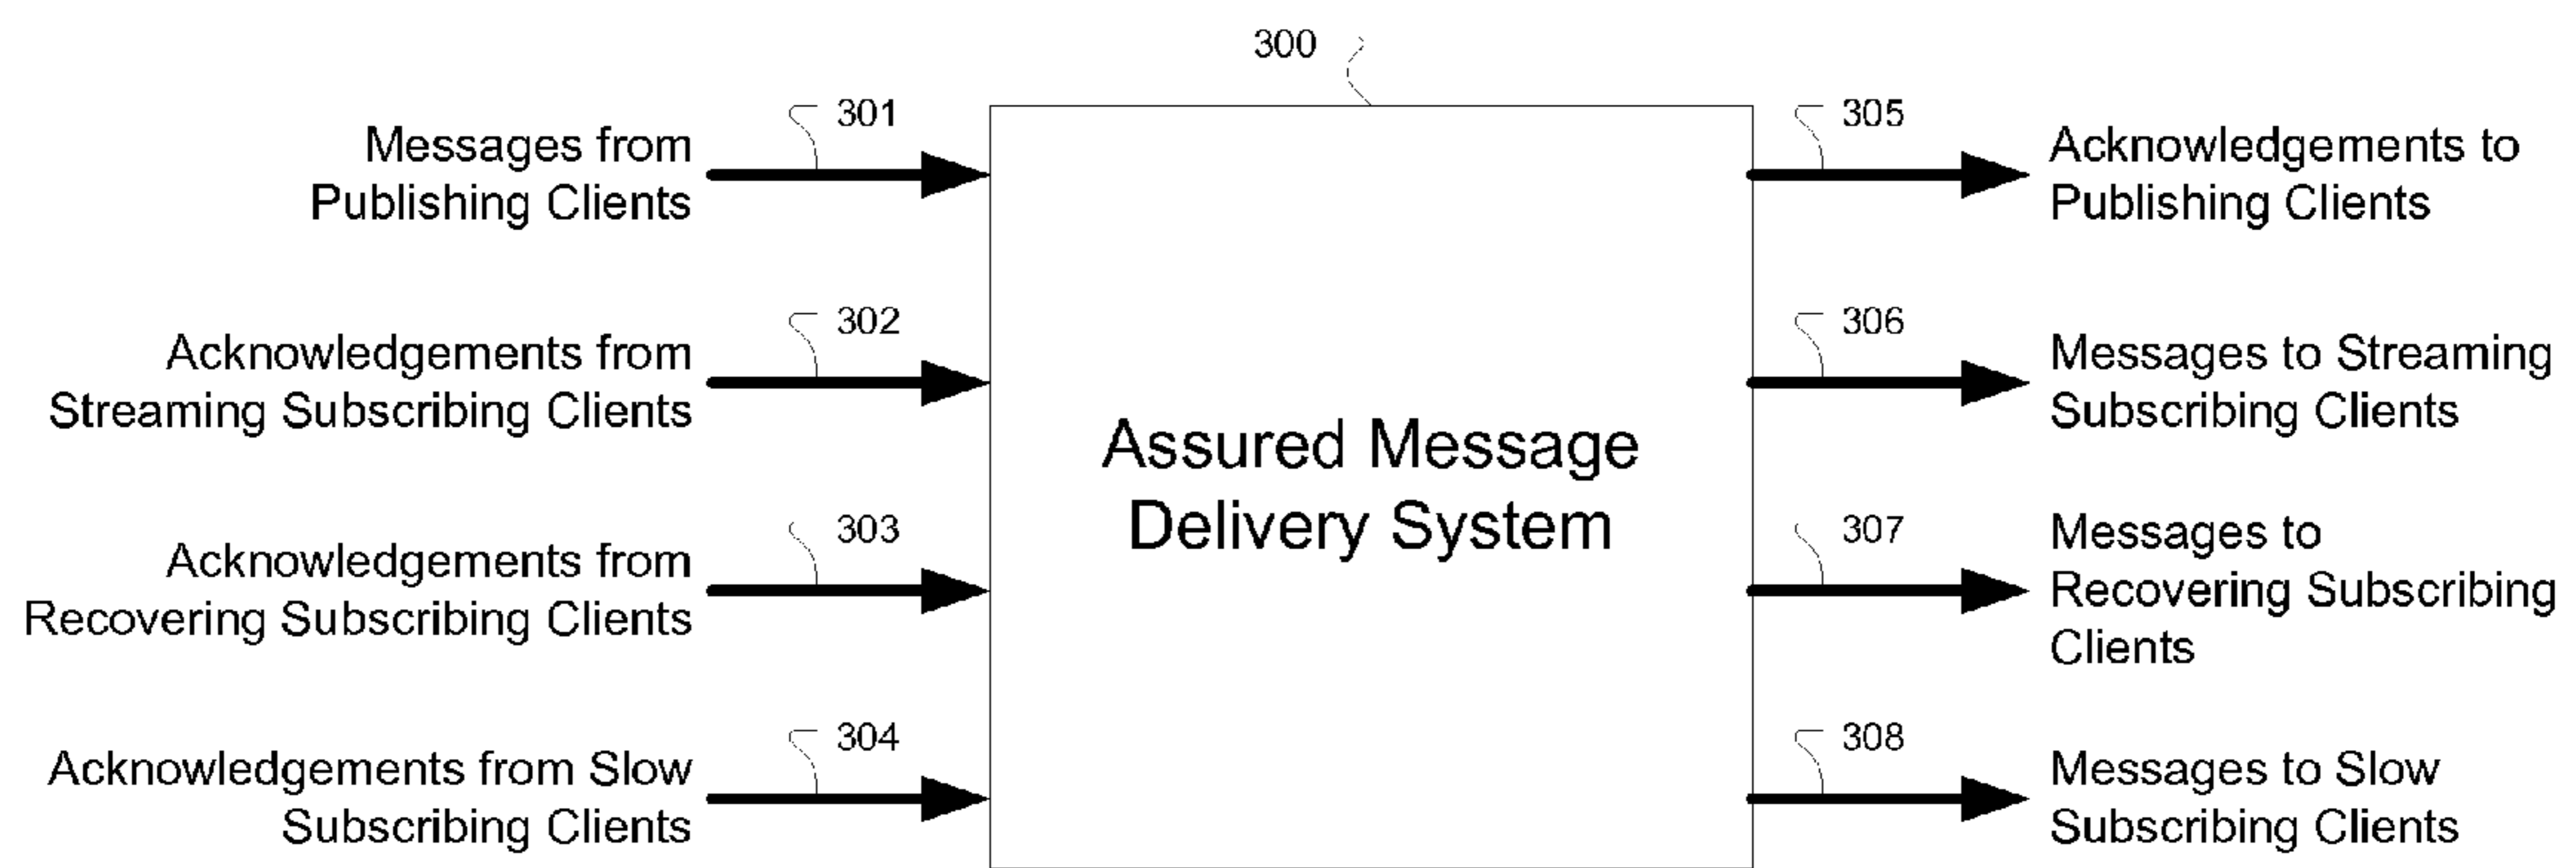 300
301
Messages from
Publishing Clients
302
Acknowledgements from
Streaming Subscribing Clients
303
Acknowledgements from
Recovering Subscribing Clients
304
Acknowledgements from Slow
Subscribing Clients
Assured Message
Delivery System
305
Acknowledgements to
Publishing Clients
306
Messages to Streaming
Subscribing Clients
307
Messages to
Recovering Subscribing
Clients
308
Messages to Slow
Subscribing Clients